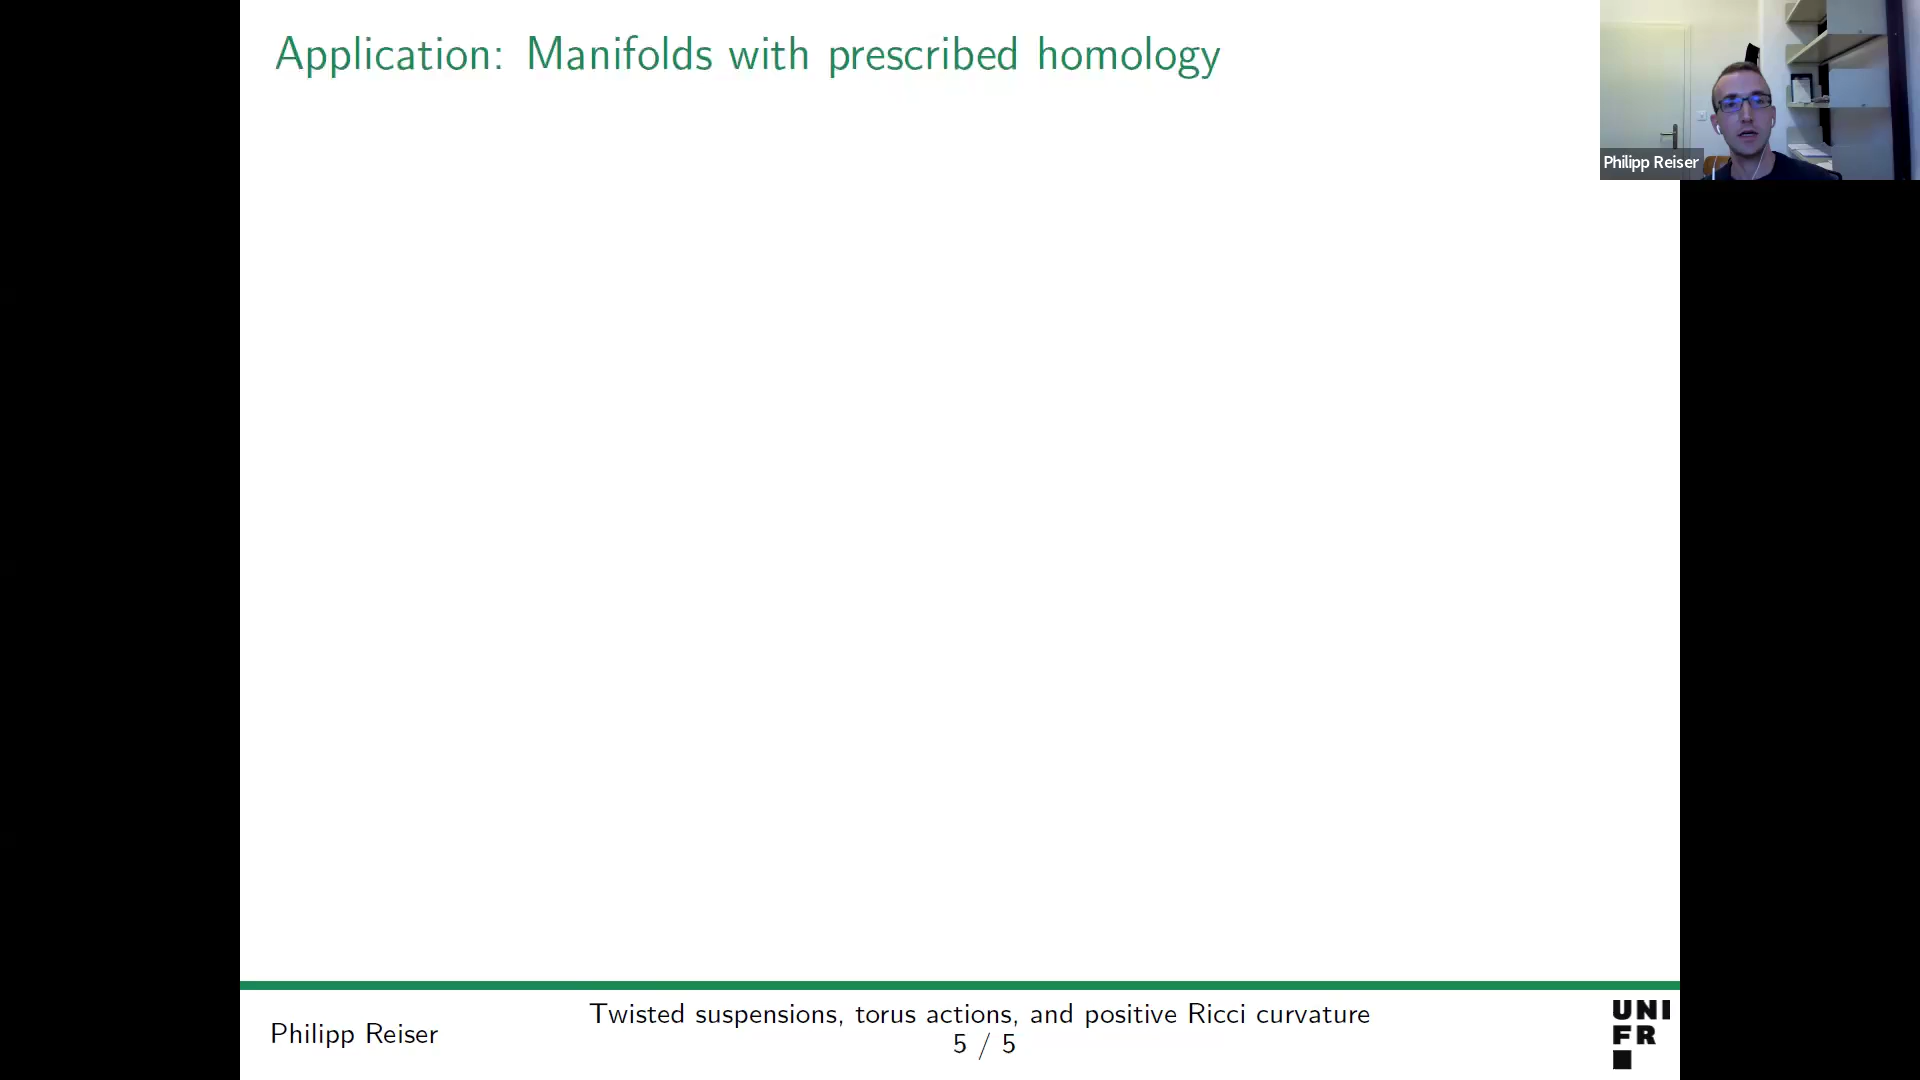 Application: Manifolds with prescribed homology
Philipp Reiser
Philipp Reiser
Twisted suspensions, torus actions, and positive Ricci curvature
5 / 5
UNI
FR